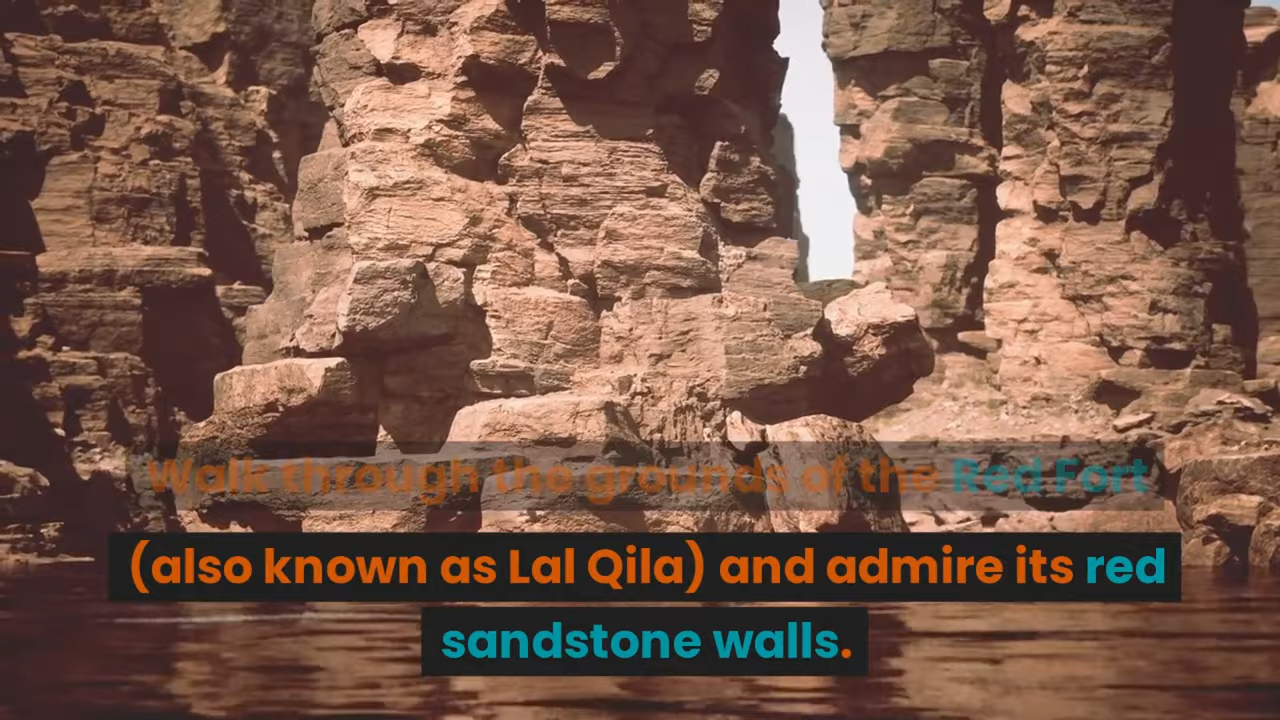 Walk through the grounds of the Red Fort
(also known as Lal Qila) and admire its red
sandstone walls.